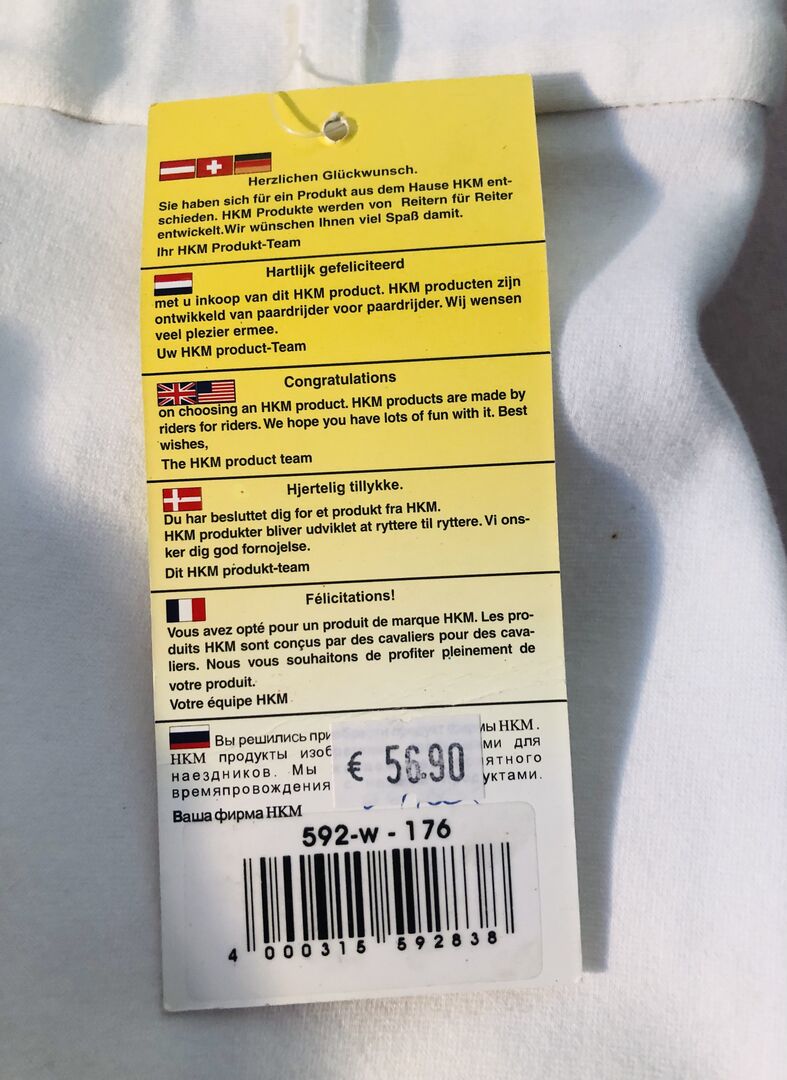 Herzlichen Glückwunsch.
Sie haben sich für ein Produkt aus dem Hause HKM ent-
schieden. HKM Produkte werden von Reitern für Reiter
entwickelt.Wir wünschen Ihnen viel Spaß damit.
Ihr HKM Produkt-Team
Hartlijk gefeliciteerd
met u inkoop van dit HKM product. HKM producten zijn
ontwikkeld van paardrijder voor paardrijder. Wij wensen
veel plezier ermee.
Uw HKM product-Team
Congratulations
on choosing an HKM product. HKM products are made by
riders for riders. We hope you have lots of fun with it. Best
wishes,
The HKM product team
Hjertelig tillykke.
Du har besluttet dig for et produkt fra HKM.
HKM produkter bliver udviklet at ryttere til ryttere. Vi ons-
ker dig god fornojelse.
Dit HKM produkt-team
Félicitations!
Vous avez opté pour un produit de marque HKM. Les pro-
duits HKM sont conçus par des cavaliers pour des cava-
liers. Nous vous souhaitons de profiter pleinement de
votre produit.
Votre équipe HKM
Вы решились HKM.
HKM продукты для
наездников. Мы
времяпровождения
Ваша фирма HKM
€ 56.90
592-w - 176
4 000315 592838